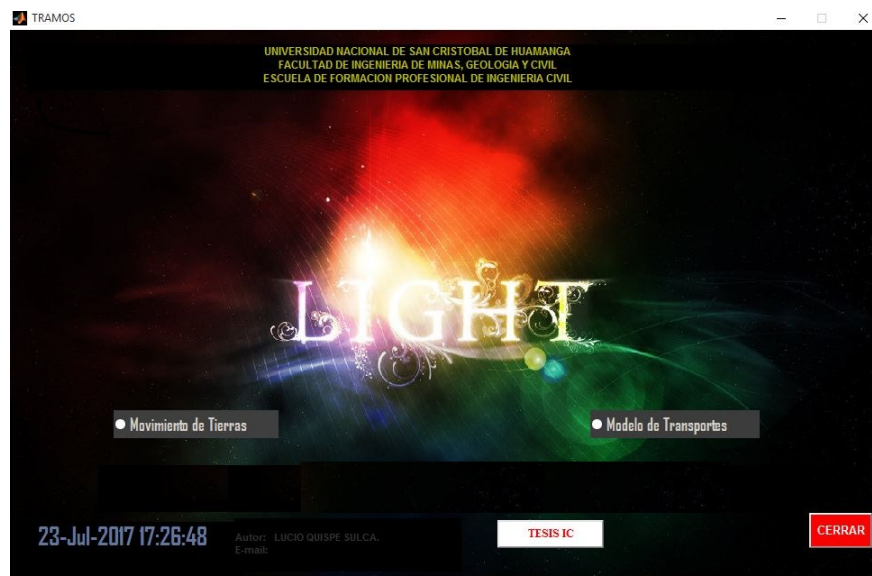 TRAMOS
UNIVERSIDAD NACIONAL DE SAN CRISTOBAL DE HUAMANGA
FACULTAD DE INGENIERIA DE MINAS, GEOLOGIA Y CIVIL
ESCUELA DE FORMACION PROFESIONAL DE INGENIERIA CIVIL
LIGHT
Movimiento de Tierras
Modelo de Transportes
23-Jul-2017 17:26:48
Autor: LUCIO QUISPE SULCA.
E-mail:
TESIS IC
CERRAR